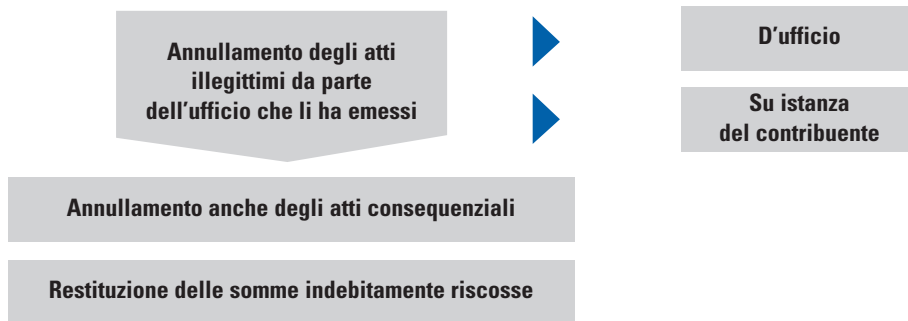 Annullamento degli atti
illegittimi da parte
dell'ufficio che li ha emessi
D'ufficio
Su istanza
del contribuente
Annullamento anche degli atti consequenziali
Restituzione delle somme indebitamente riscosse